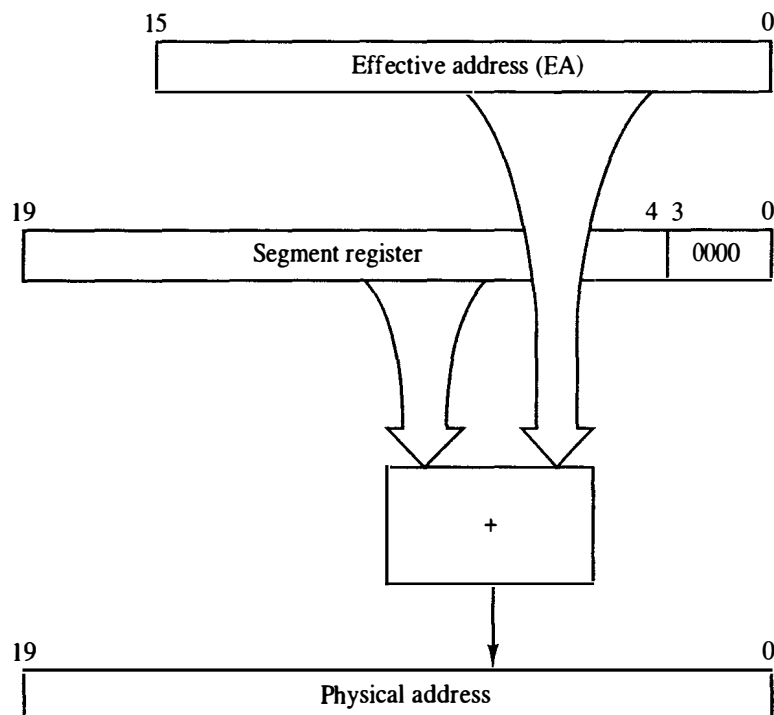 15 0
Effective address (EA)
19 4 3 0
Segment register 0000
+
19 0
Physical address